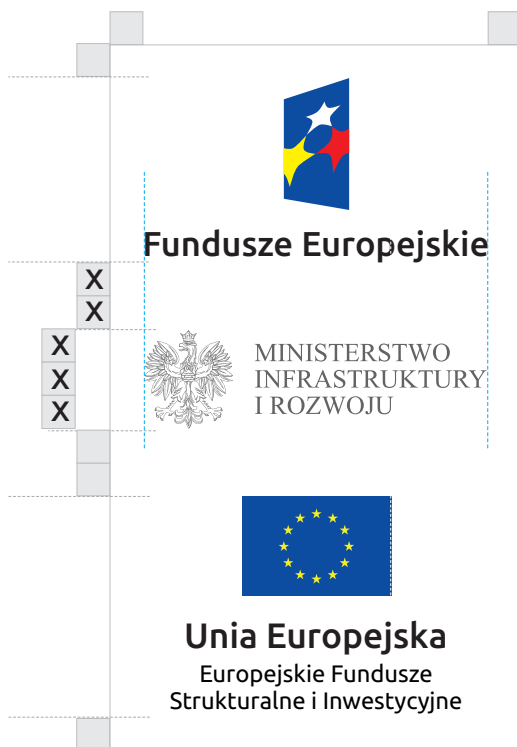 Fundusze Europejskie
X
X
X
X
X
MINISTERSTWO
INFRASTRUKTURY
I ROZWOJU
Unia Europejska
Europejskie Fundusze
Strukturalne i Inwestycyjne